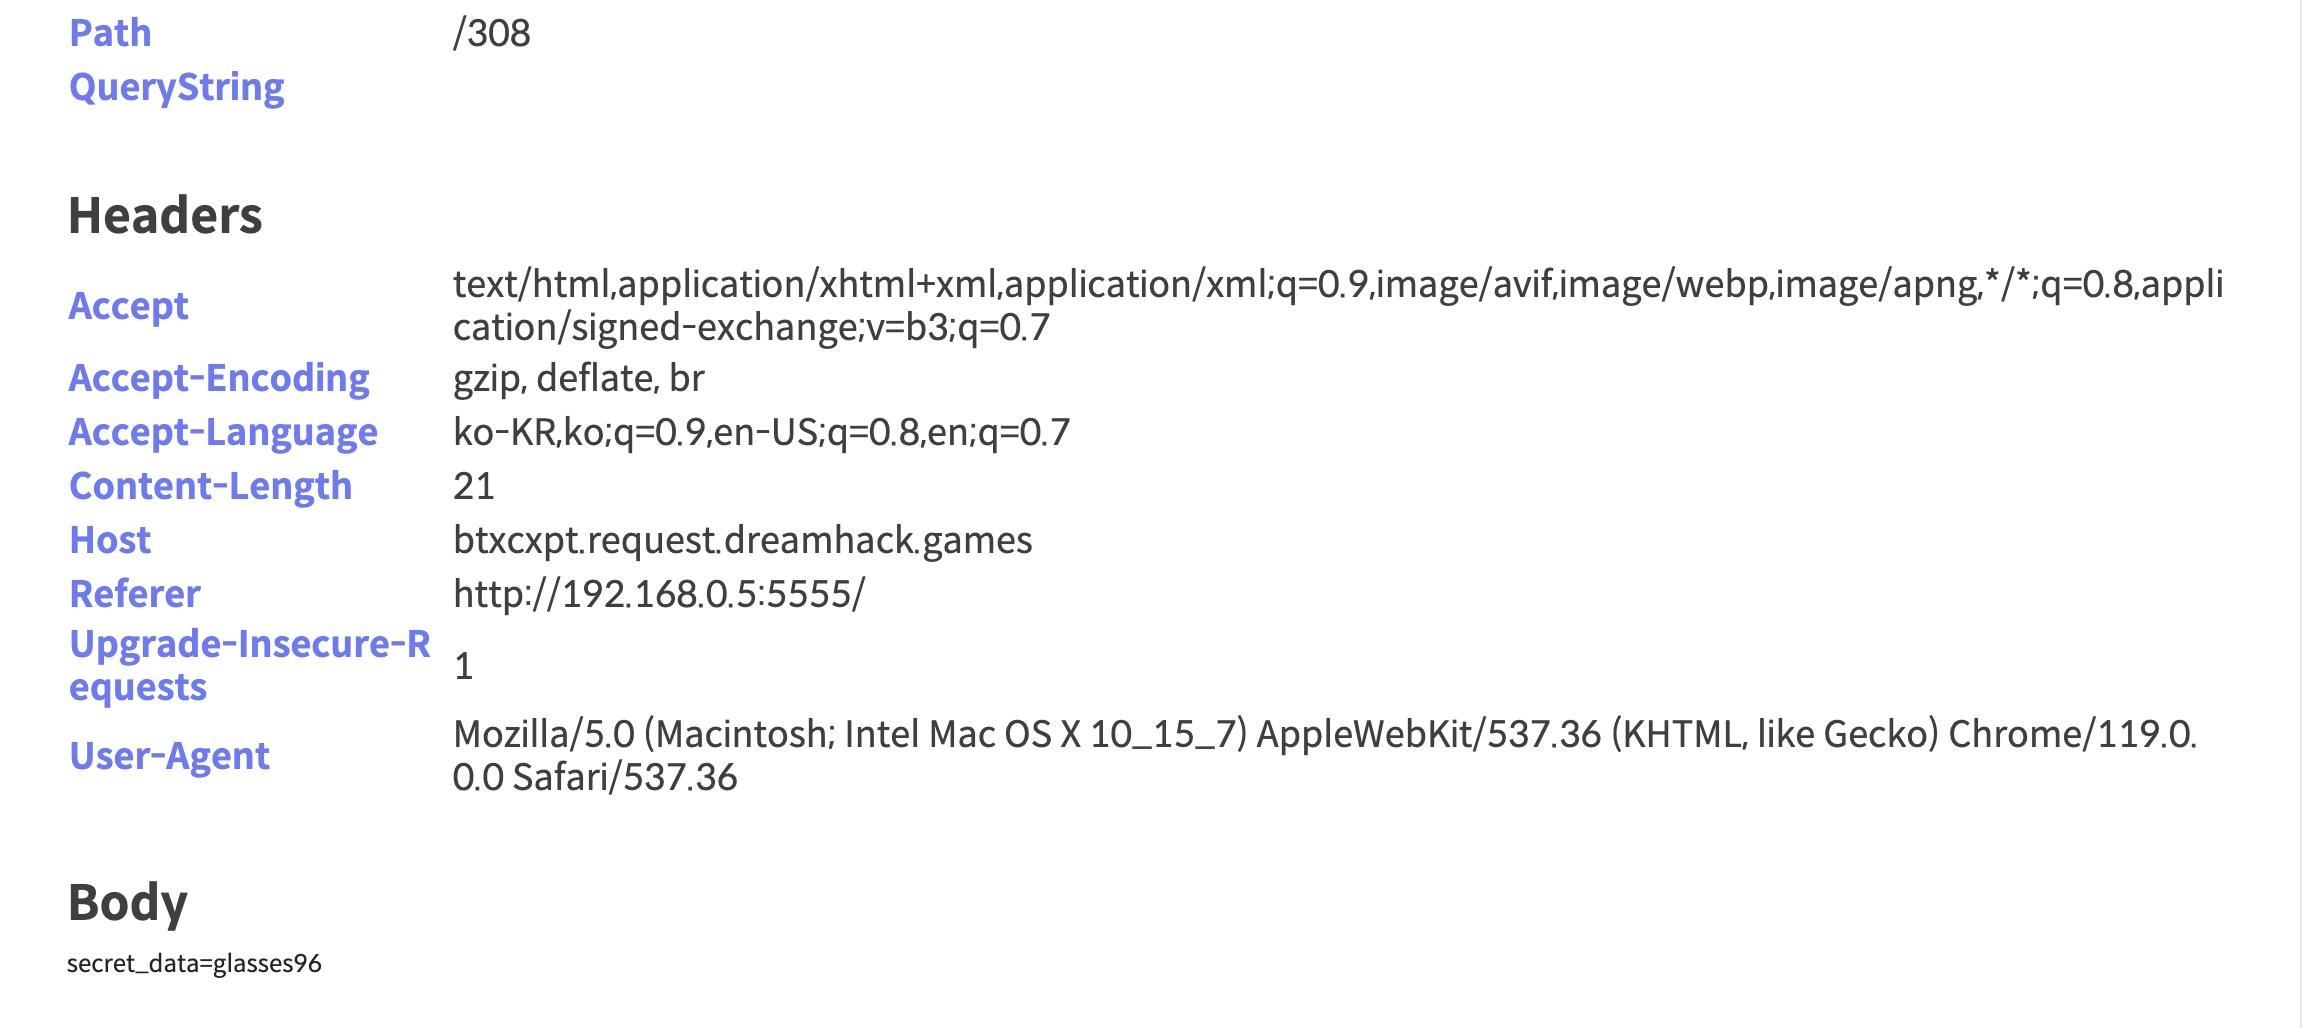 Path /308
QueryString
Headers
Accept text/html,application/xhtml+xml,application/xml;q=0.9,image/avif,image/webp,image/apng,*/*;q=0.8,appli
cation/signed-exchange;v=b3;q=0.7
Accept-Encoding gzip, deflate, br
Accept-Language ko-KR,ko;q=0.9,en-US;q=0.8,en;q=0.7
Content-Length 21
Host btxcxpt.request.dreamhack.games
Referer http://192.168.0.5:5555/
Upgrade-Insecure-R
equests 1
User-Agent Mozilla/5.0 (Macintosh; Intel Mac OS X 10_15_7) AppleWebKit/537.36 (KHTML, like Gecko) Chrome/119.0.
0.0 Safari/537.36
Body
secret_data=glasses96